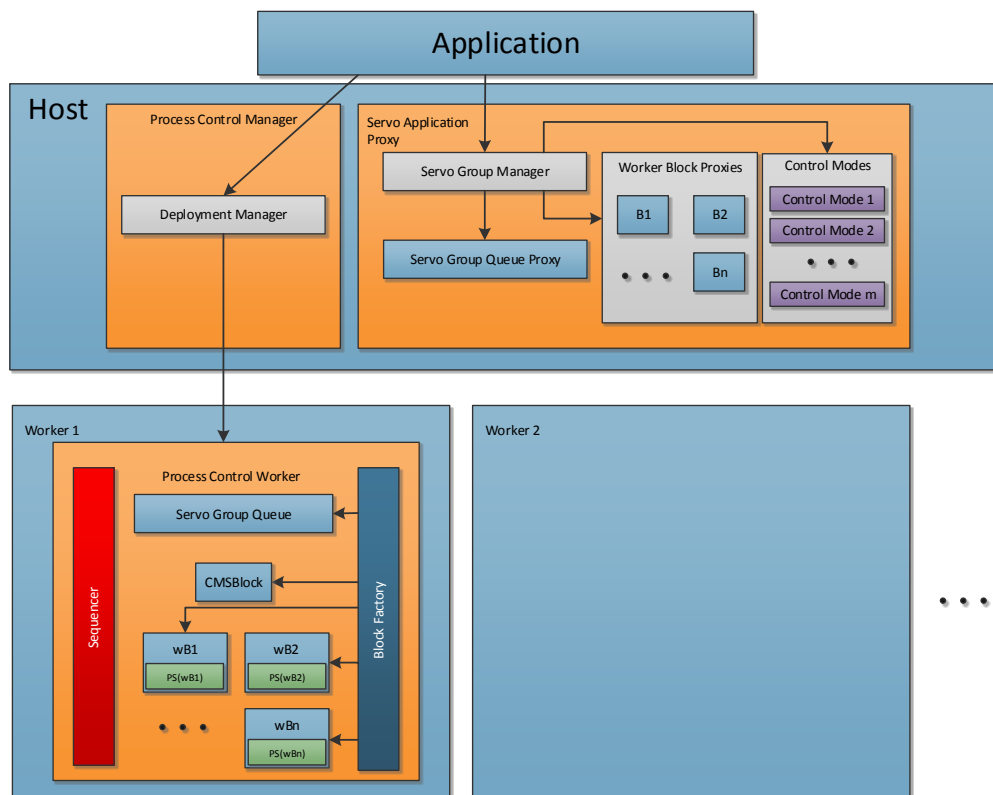 Application
Host
Process Control Manager
Deployment Manager
Servo Application
Proxy
Servo Group Manager
Servo Group Queue Proxy
Worker Block Proxies
B1
B2
• • •
Bn
Control Modes
Control Mode 1
Control Mode 2
• • •
Control Mode m
Worker 1
Process Control Worker
Sequencer
Servo Group Queue
CMSBlock
wB1
PS(wB1)
wB2
PS(wB2)
• • •
wBn
PS(wBn)
Block Factory
Worker 2
• • •